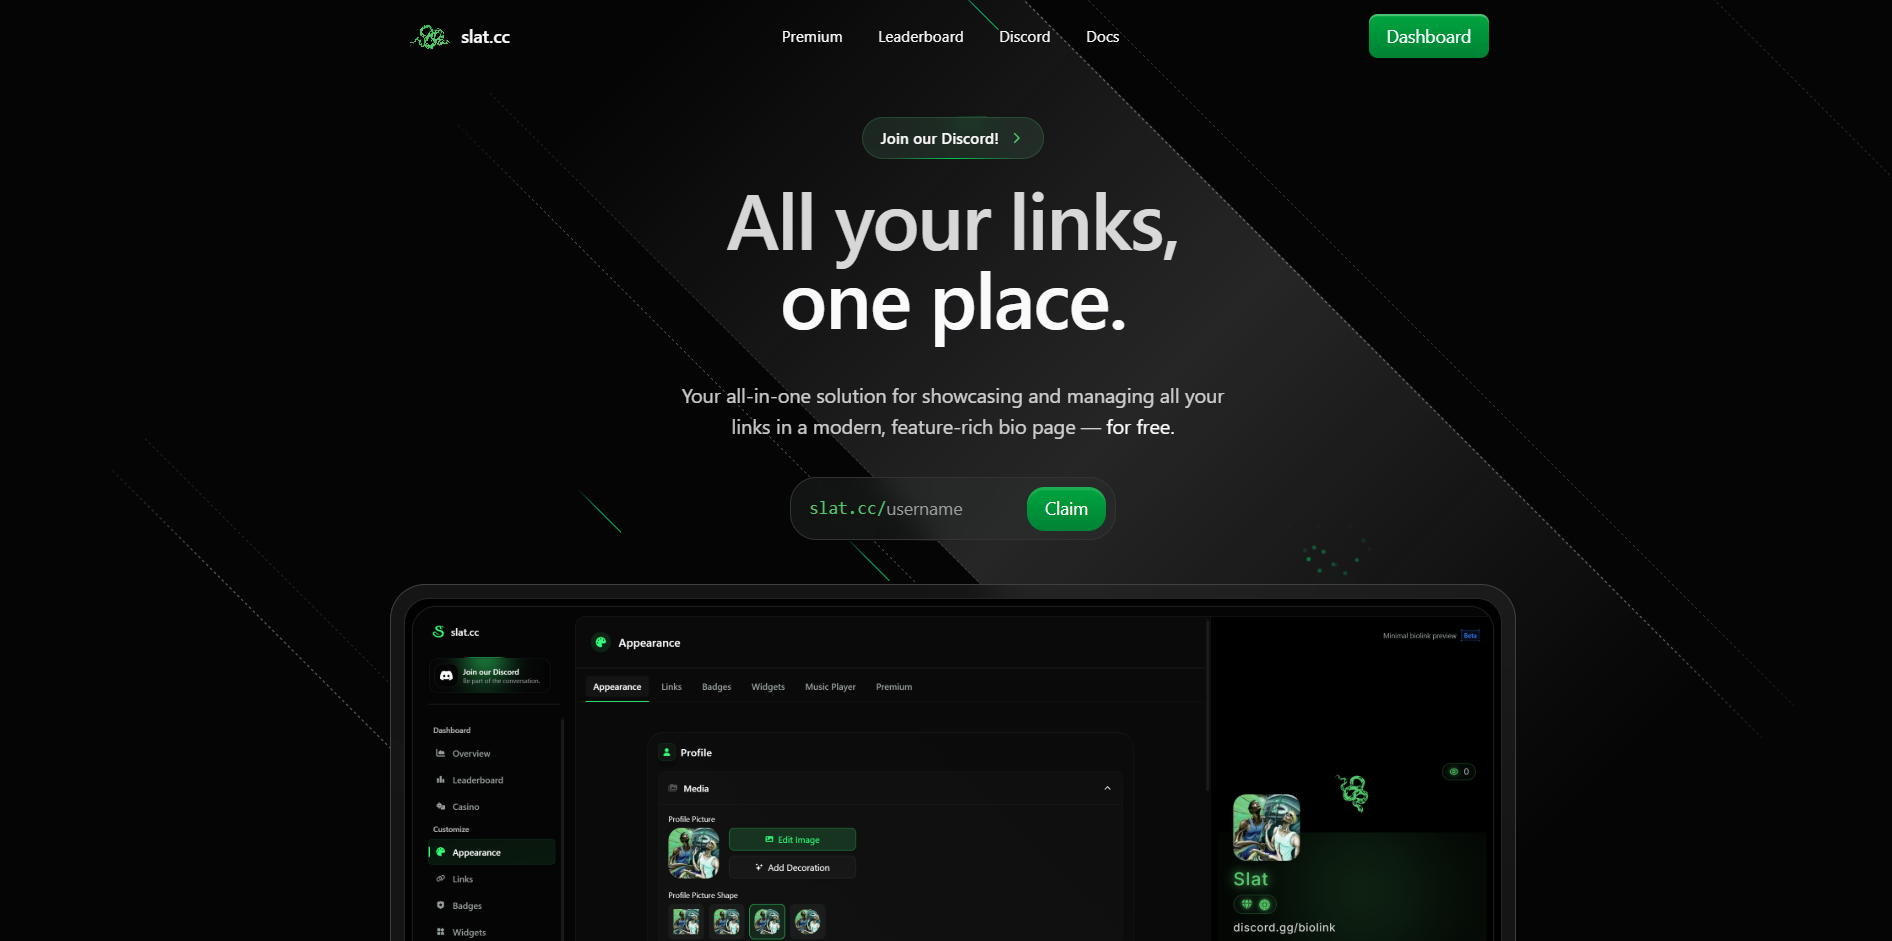 slat.cc
Premium
Leaderboard
Discord
Docs
Dashboard
Join our Discord!
All your links,
one place.
Your all-in-one solution for showcasing and managing all your
links in a modern, feature-rich bio page — for free.
slat.cc/username
Claim
slat.cc
Join our Discord
Be part of the conversation.
Dashboard
Overview
Leaderboard
Casino
Customize
Appearance
Links
Badges
Widgets
Appearance
Appearance
Links
Badges
Widgets
Music Player
Premium
Profile
Media
Profile Picture
Edit Image
Add Decoration
Profile Picture Shape
Minimal biolink preview
Beta
0
Slat
discord.gg/biolink